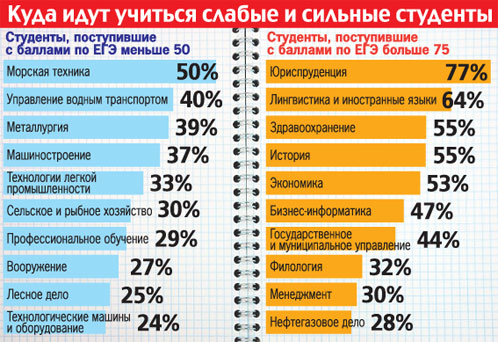 Куда идут учиться слабые и сильные студенты
Студенты, поступившие
с баллами по ЕГЭ меньше 50
Морская техника 50%
Управление водным транспортом 40%
Металлургия 39%
Машиностроение 37%
Технологии легкой
промышленности 33%
Сельское и рыбное хозяйство 30%
Профессиональное обучение 29%
Вооружение 27%
Лесное дело 25%
Технологические машины
и оборудование 24%
Студенты, поступившие
с баллами по ЕГЭ больше 75
Юриспруденция 77%
Лингвистика и иностранные языки 64%
Здравоохранение 55%
История 55%
Экономика 53%
Бизнес-информатика 47%
Государственное
и муниципальное управление 44%
Филология 32%
Менеджмент 30%
Нефтегазовое дело 28%